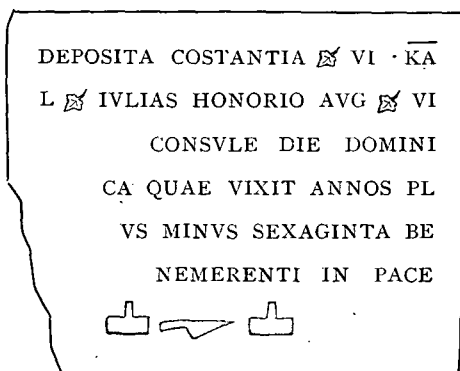 DEPOSITA COSTANTIA ❧ VI · K̅A̅
L ❧ IVLIAS HONORIO AVG ❧ VI
CONSVLE DIE DOMINI
CA QUAE VIXIT ANNOS PL
VS MINVS SEXAGINTA BE
NEMERENTI IN PACE